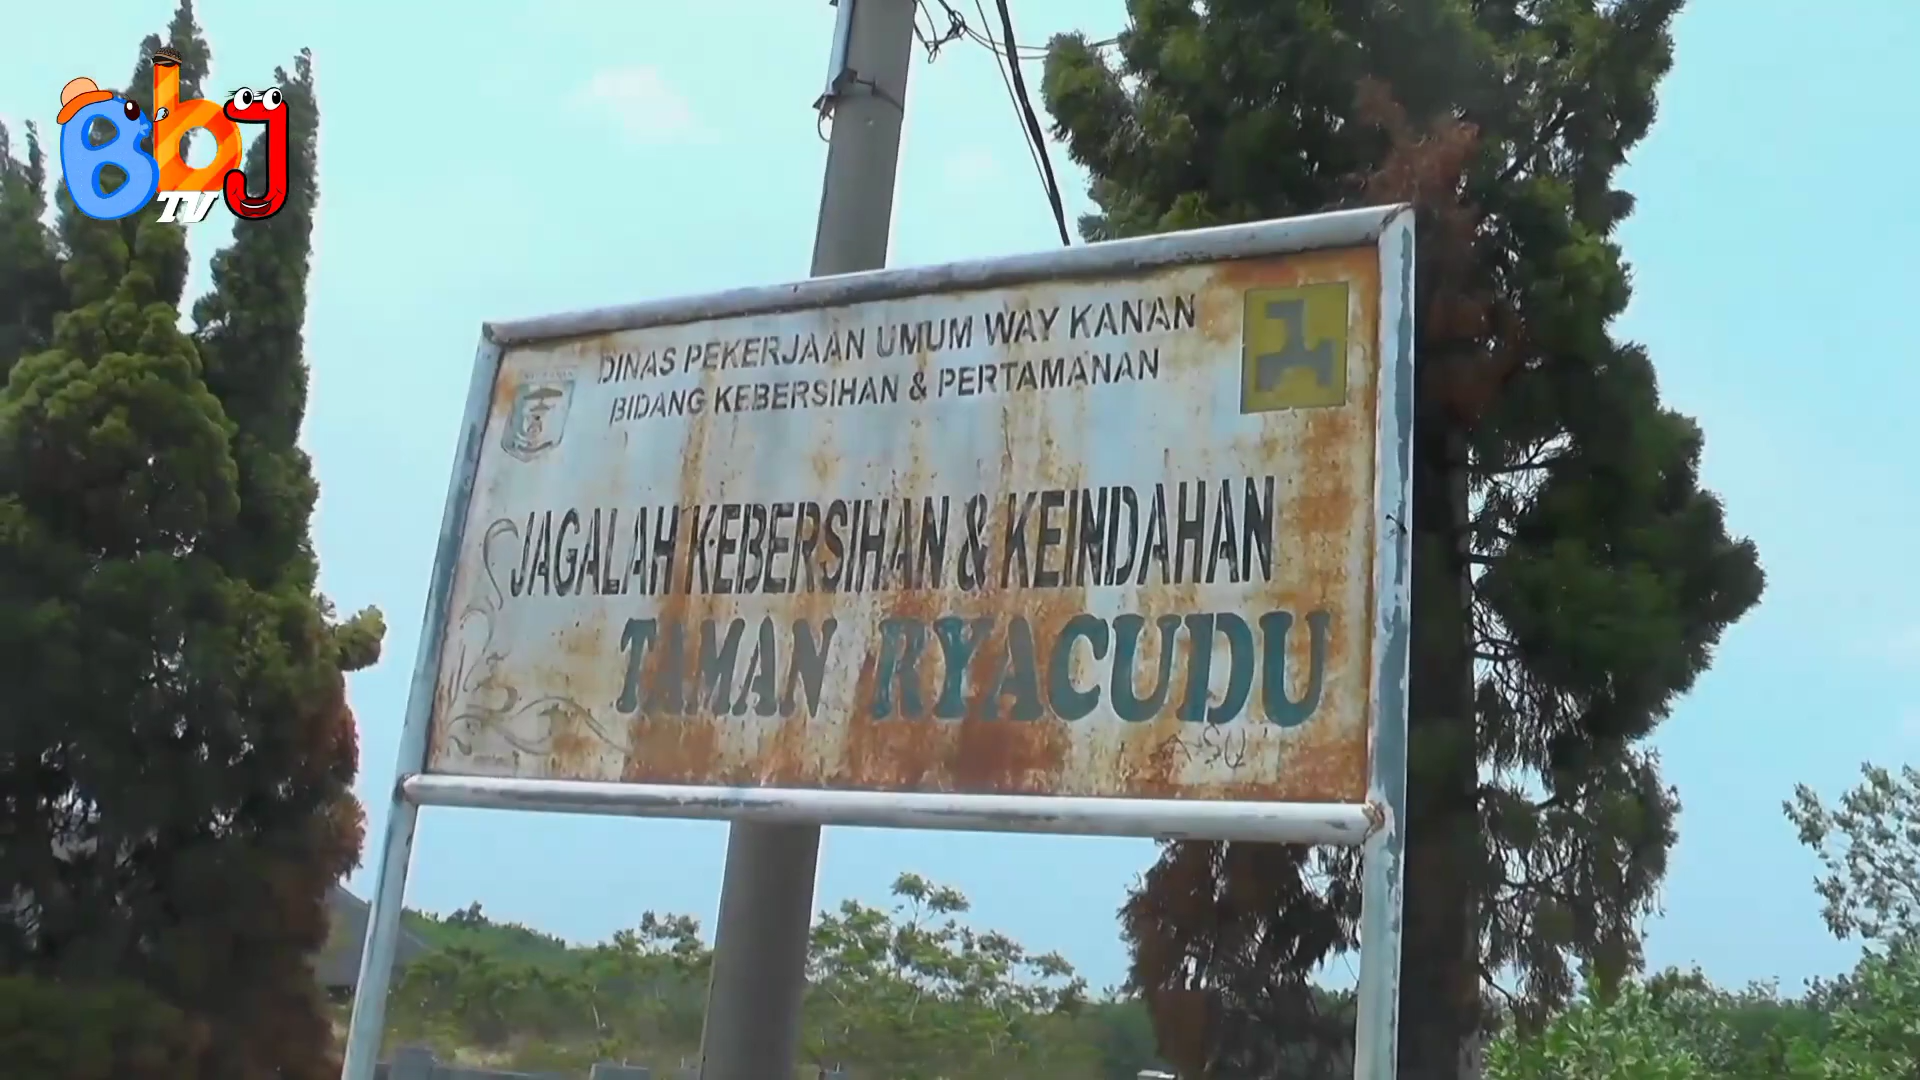 BbJ
TV
DINAS PEKERJAAN UMUM WAY KANAN
BIDANG KEBERSIHAN & PERTAMANAN
JAGALAH KEBERSIHAN & KEINDAHAN
TAMAN RYACUDU